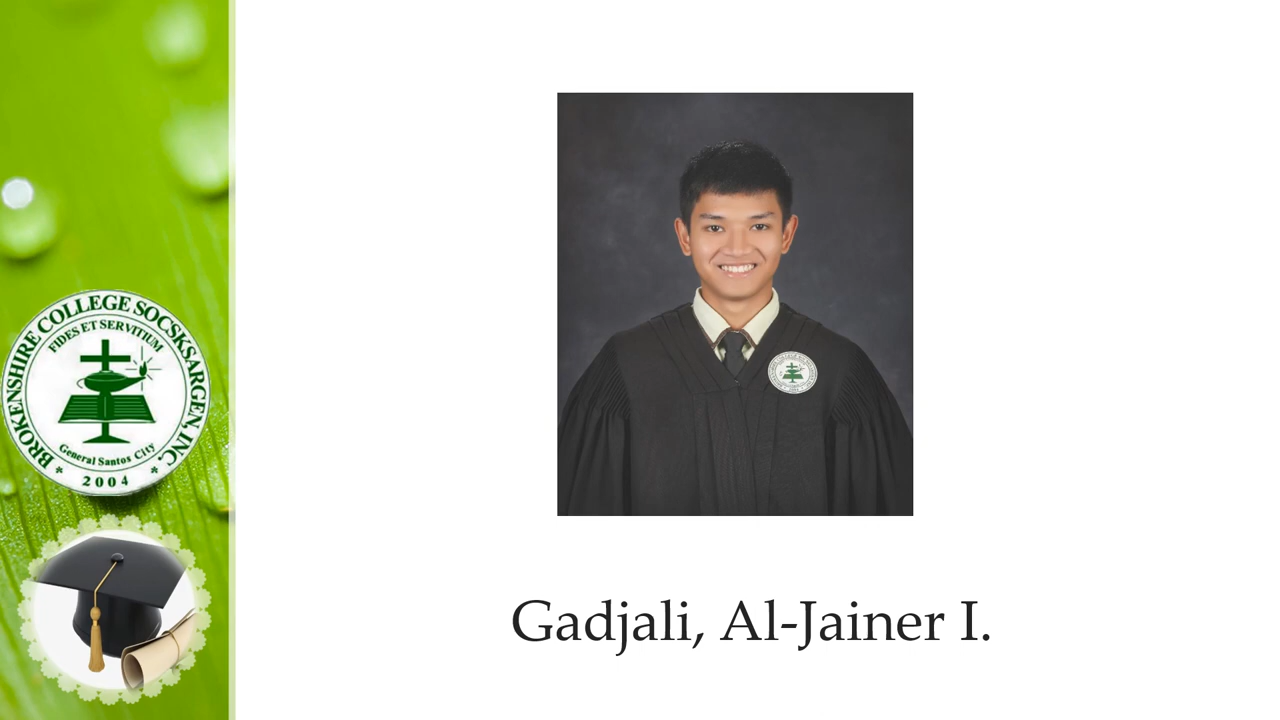 BROKENSHIRE COLLEGE SOCSKSARGEN, INC.
FIDES ET SERVITIUM
General Santos City
* 2004 *
Gadjali, Al-Jainer I.